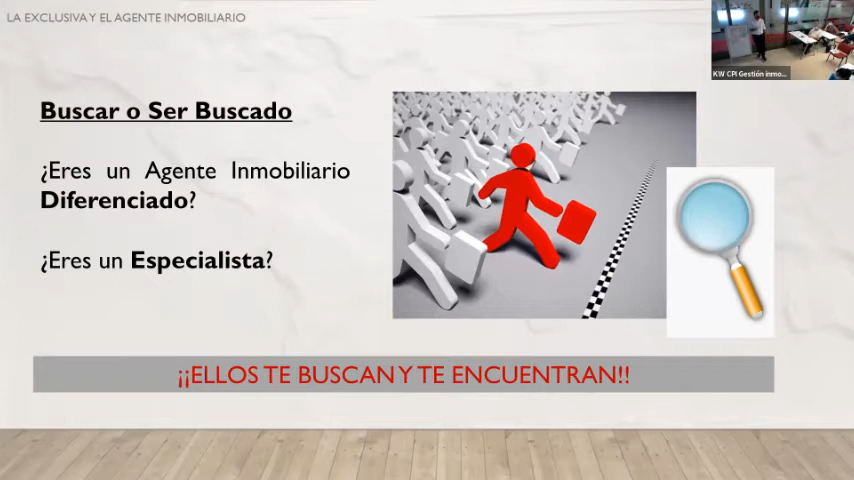 LA EXCLUSIVA Y EL AGENTE INMOBILIARIO
KW CPI Gestión inmo...
Buscar o Ser Buscado
¿Eres un Agente Inmobiliario
Diferenciado?
¿Eres un Especialista?
¡¡ELLOS TE BUSCAN Y TE ENCUENTRAN!!